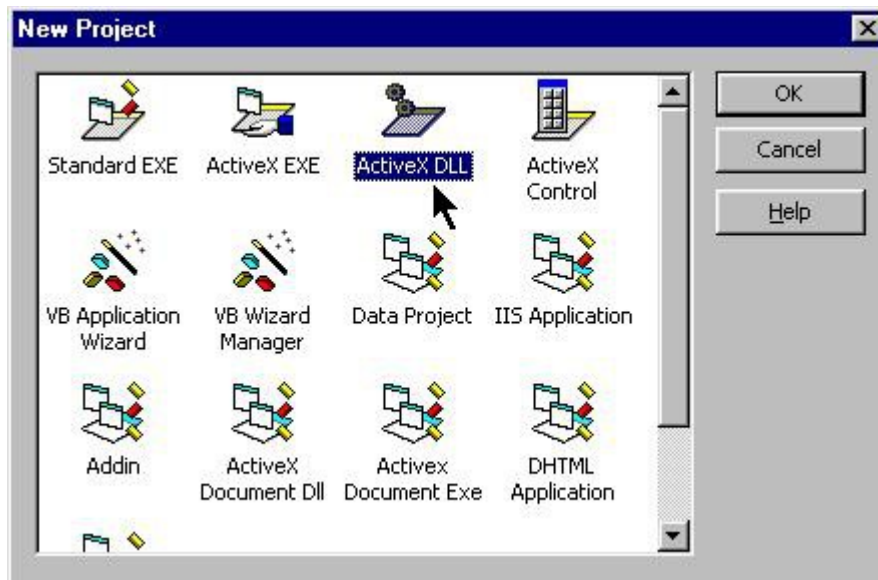 New Project
OK
Cancel
Help
Standard EXE
ActiveX EXE
ActiveX DLL
ActiveX
Control
VB Application
Wizard
VB Wizard
Manager
Data Project
IIS Application
Addin
ActiveX
Document Dll
Activex
Document Exe
DHTML
Application